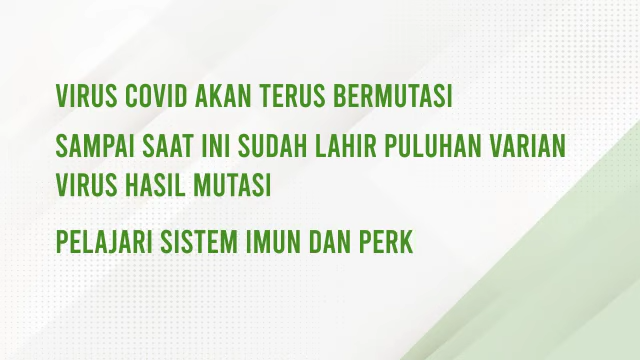 VIRUS COVID AKAN TERUS BERMUTASI
SAMPAI SAAT INI SUDAH LAHIR PULUHAN VARIAN
VIRUS HASIL MUTASI
PELAJARI SISTEM IMUN DAN PERK